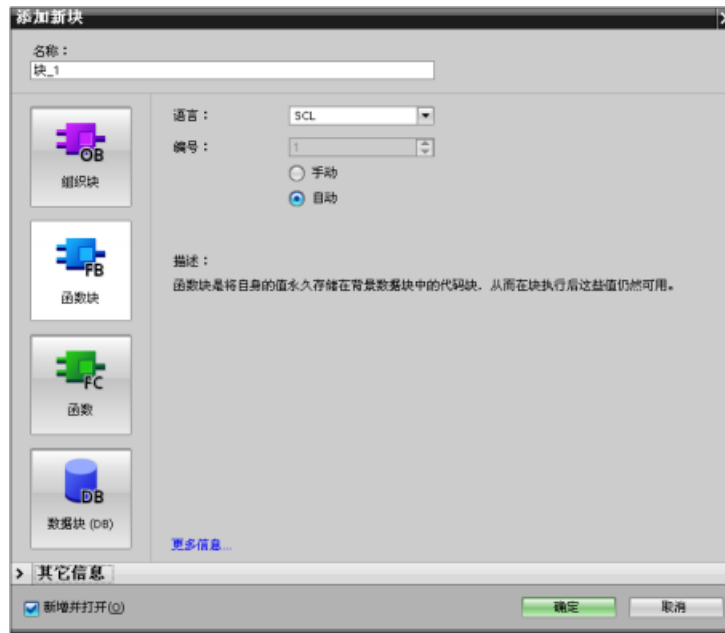 添加新块
名称：
块_1
OB
组织块
FB
函数块
FC
函数
DB
数据块 (DB)
语言：
SCL
编号：
1
手动
自动
描述：
函数块是将自身的值永久存储在背景数据块中的代码块，从而在块执行后这些值仍然可用。
更多信息...
> 其它信息
新增并打开(O)
确定
取消